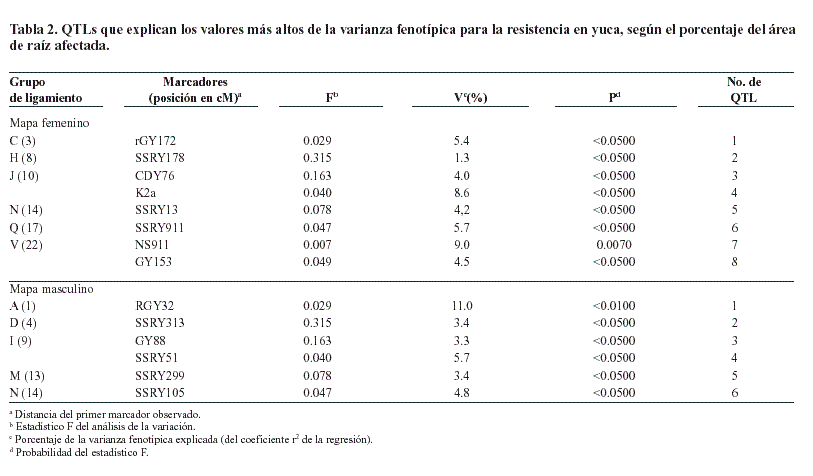 Tabla 2. QTLs que explican los valores más altos de la varianza fenotípica para la resistencia en yuca, según el porcentaje del área
de raíz afectada.
Grupo Marcadores No. de
de ligamiento (posición en cM)ª Fᵇ Vᶜ(%) Pᵈ QTL
Mapa femenino
C (3) rGY172 0.029 5.4 <0.0500 1
H (8) SSRY178 0.315 1.3 <0.0500 2
J (10) CDY76 0.163 4.0 <0.0500 3
K2a 0.040 8.6 <0.0500 4
N (14) SSRY13 0.078 4,2 <0.0500 5
Q (17) SSRY911 0.047 5.7 <0.0500 6
V (22) NS911 0.007 9.0 0.0070 7
GY153 0.049 4.5 <0.0500 8
Mapa masculino
A (1) RGY32 0.029 11.0 <0.0100 1
D (4) SSRY313 0.315 3.4 <0.0500 2
I (9) GY88 0.163 3.3 <0.0500 3
SSRY51 0.040 5.7 <0.0500 4
M (13) SSRY299 0.078 3.4 <0.0500 5
N (14) SSRY105 0.047 4.8 <0.0500 6
ª Distancia del primer marcador observado.
ᵇ Estadístico F del análisis de la variación.
ᶜ Porcentaje de la varianza fenotípica explicada (del coeficiente r² de la regresión).
ᵈ Probabilidad del estadístico F.